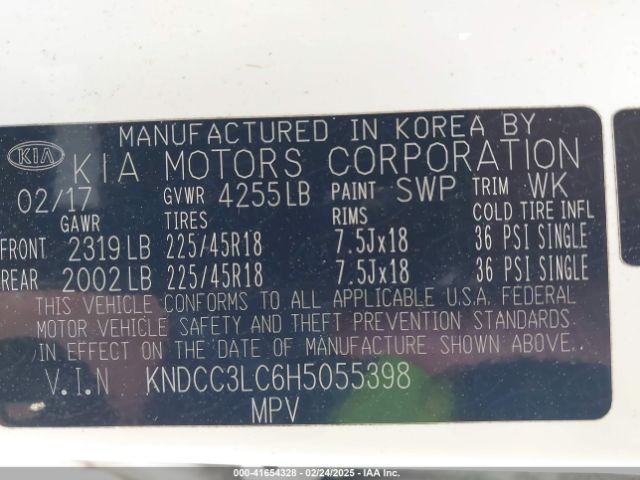 MANUFACTURED IN KOREA BY
KIA KIA MOTORS CORPORATION
02/17 GVWR 4255LB PAINT SWP TRIM WK
GAWR TIRES RIMS COLD TIRE INFL
FRONT 2319LB 225/45R18 7.5Jx18 36 PSI SINGLE
REAR 2002LB 225/45R18 7.5Jx18 36 PSI SINGLE
THIS VEHICLE CONFORMS TO ALL APPLICABLE U.S.A. FEDERAL
MOTOR VEHICLE SAFETY AND THEFT PREVENTION STANDARDS
IN EFFECT ON THE DATE OF MANUFACTURE SHOWN ABOVE.
V.I.N KNDCC3LC6H5055398
MPV
©IAAI-41654328 - 02/24/2025 - IAA Inc.